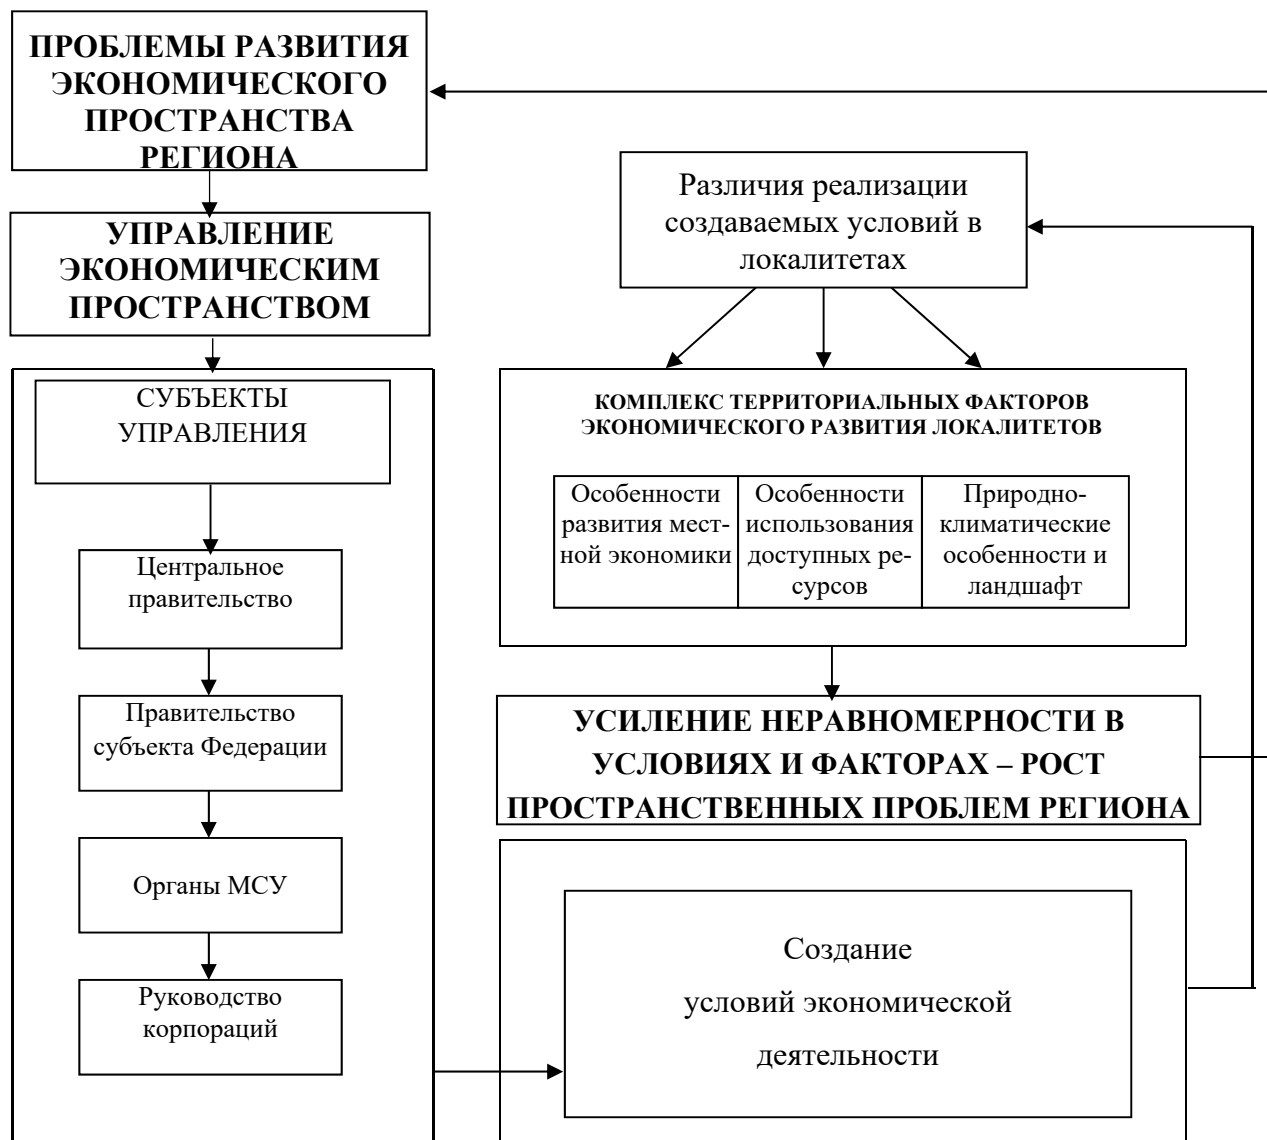 ПРОБЛЕМЫ РАЗВИТИЯ
ЭКОНОМИЧЕСКОГО
ПРОСТРАНСТВА
РЕГИОНА
УПРАВЛЕНИЕ
ЭКОНОМИЧЕСКИМ
ПРОСТРАНСТВОМ
СУБЪЕКТЫ
УПРАВЛЕНИЯ
Центральное
правительство
Правительство
субъекта Федерации
Органы МСУ
Руководство
корпораций
Различия реализации
создаваемых условий в
локалитетах
КОМПЛЕКС ТЕРРИТОРИАЛЬНЫХ ФАКТОРОВ
ЭКОНОМИЧЕСКОГО РАЗВИТИЯ ЛОКАЛИТЕТОВ
Особенности
развития мест-
ной экономики
Особенности
использования
доступных ре-
сурсов
Природно-
климатические
особенности и
ландшафт
УСИЛЕНИЕ НЕРАВНОМЕРНОСТИ В
УСЛОВИЯХ И ФАКТОРАХ – РОСТ
ПРОСТРАНСТВЕННЫХ ПРОБЛЕМ РЕГИОНА
Создание
условий экономической
деятельности